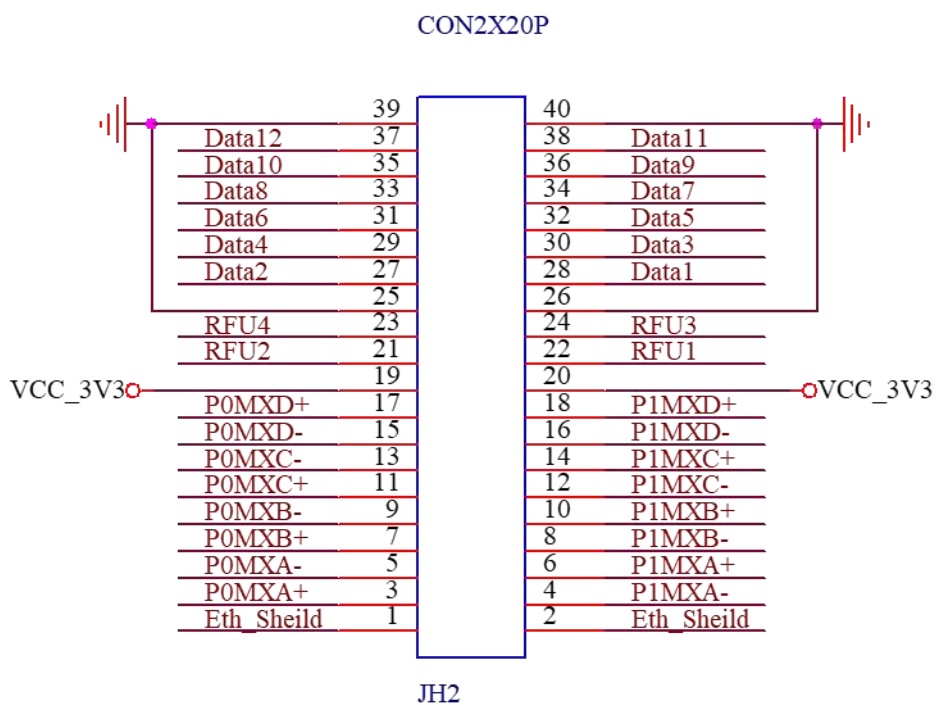 CON2X20P
39 40
Data12 37 38 Data11
Data10 35 36 Data9
Data8 33 34 Data7
Data6 31 32 Data5
Data4 29 30 Data3
Data2 27 28 Data1
25 26
RFU4 23 24 RFU3
RFU2 21 22 RFU1
VCC_3V3 19 20 VCC_3V3
P0MXD+ 17 18 P1MXD+
P0MXD- 15 16 P1MXD-
P0MXC- 13 14 P1MXC+
P0MXC+ 11 12 P1MXC-
P0MXB- 9 10 P1MXB+
P0MXB+ 7 8 P1MXB-
P0MXA- 5 6 P1MXA+
P0MXA+ 3 4 P1MXA-
Eth_Sheild 1 2 Eth_Sheild
JH2